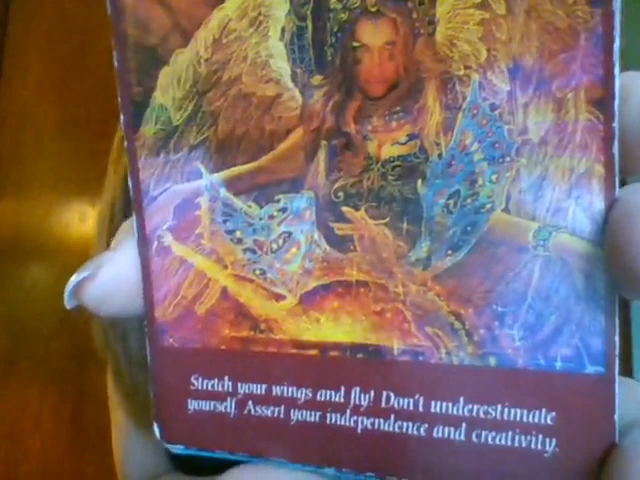 Stretch your wings and fly! Don't underestimate
yourself. Assert your independence and creativity.